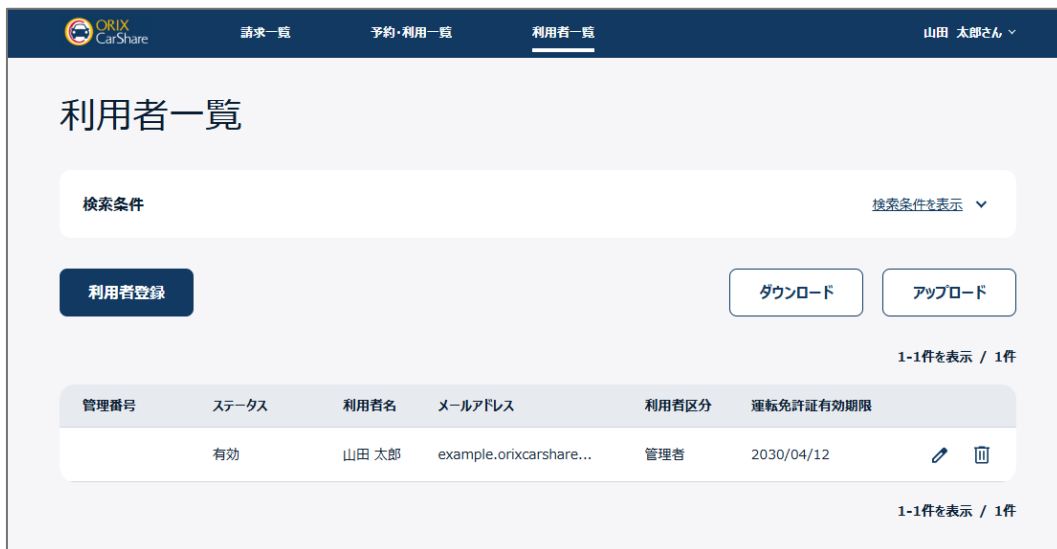 ORIX
CarShare
請求一覧 予約・利用一覧 利用者一覧 山田 太郎さん
利用者一覧
検索条件 検索条件を表示
利用者登録 ダウンロード アップロード
1-1件を表示 / 1件
管理番号 ステータス 利用者名 メールアドレス 利用者区分 運転免許証有効期限
有効 山田 太郎 example.orixcarshare... 管理者 2030/04/12
1-1件を表示 / 1件